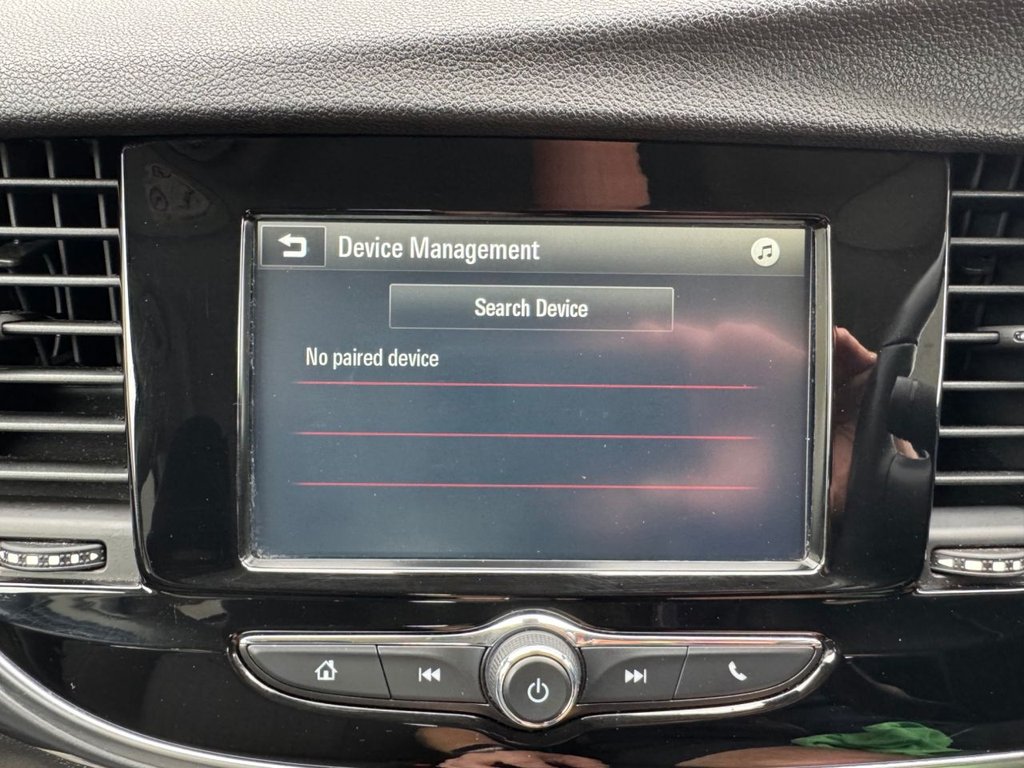 Device Management
Search Device
No paired device